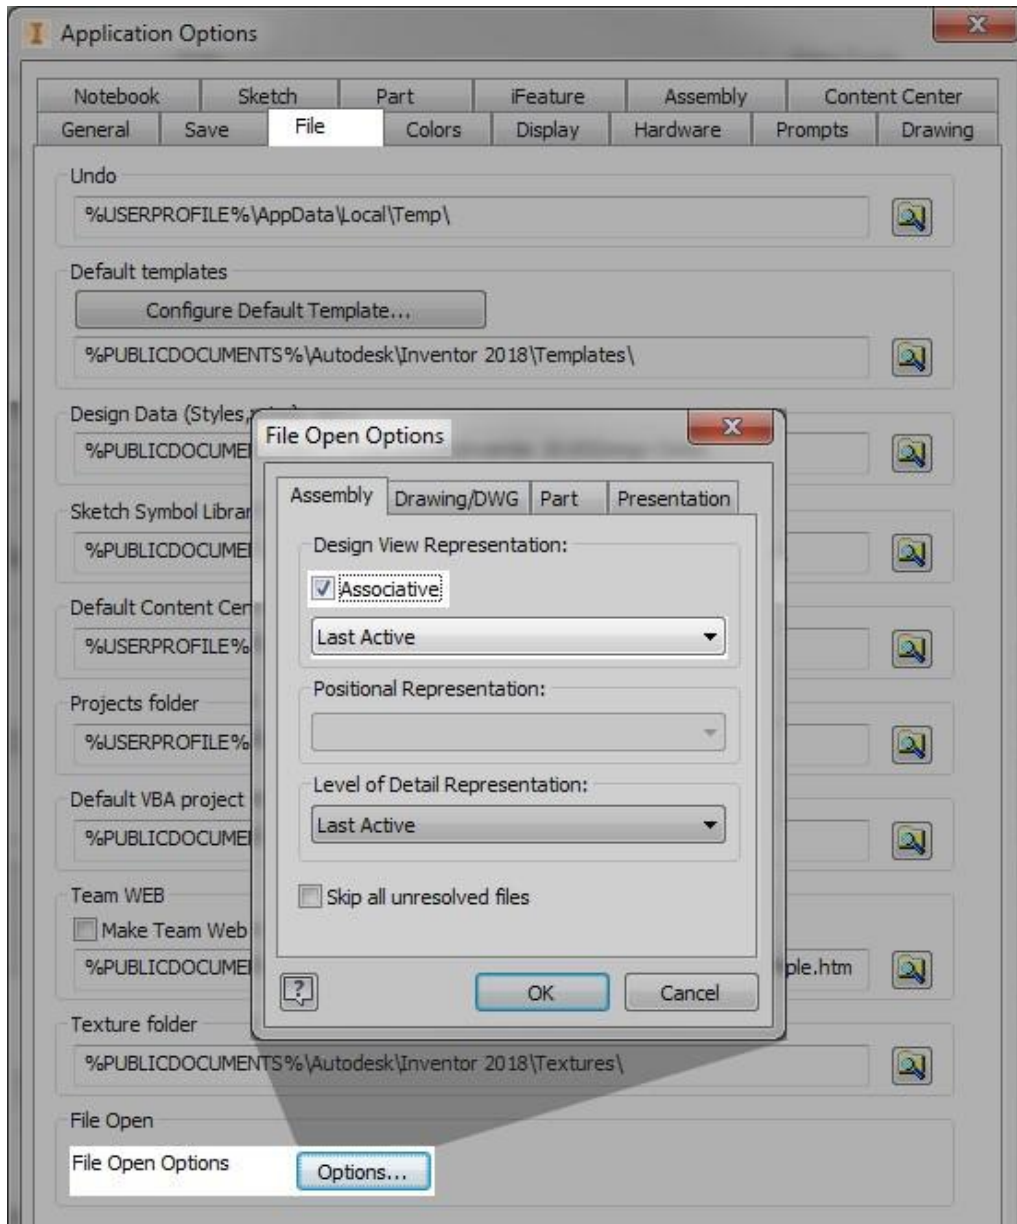 Application Options
Notebook Sketch Part iFeature Assembly Content Center
General Save File Colors Display Hardware Prompts Drawing
Undo
%USERPROFILE%\AppData\Local\Temp\
Default templates
Configure Default Template...
%PUBLICDOCUMENTS%\Autodesk\Inventor 2018\Templates\
Design Data (Styles,
%PUBLICDOCUME
Sketch Symbol Librar
%PUBLICDOCUME
Default Content Cen
%USERPROFILE%
Projects folder
%USERPROFILE%
Default VBA project
%PUBLICDOCUME
Team WEB
Make Team Web
%PUBLICDOCUME
ple.htm
Texture folder
%PUBLICDOCUMENTS%\Autodesk\Inventor 2018\Textures\
File Open
File Open Options Options...
File Open Options
Assembly Drawing/DWG Part Presentation
Design View Representation:
Associative
Last Active
Positional Representation:
Level of Detail Representation:
Last Active
Skip all unresolved files
OK Cancel